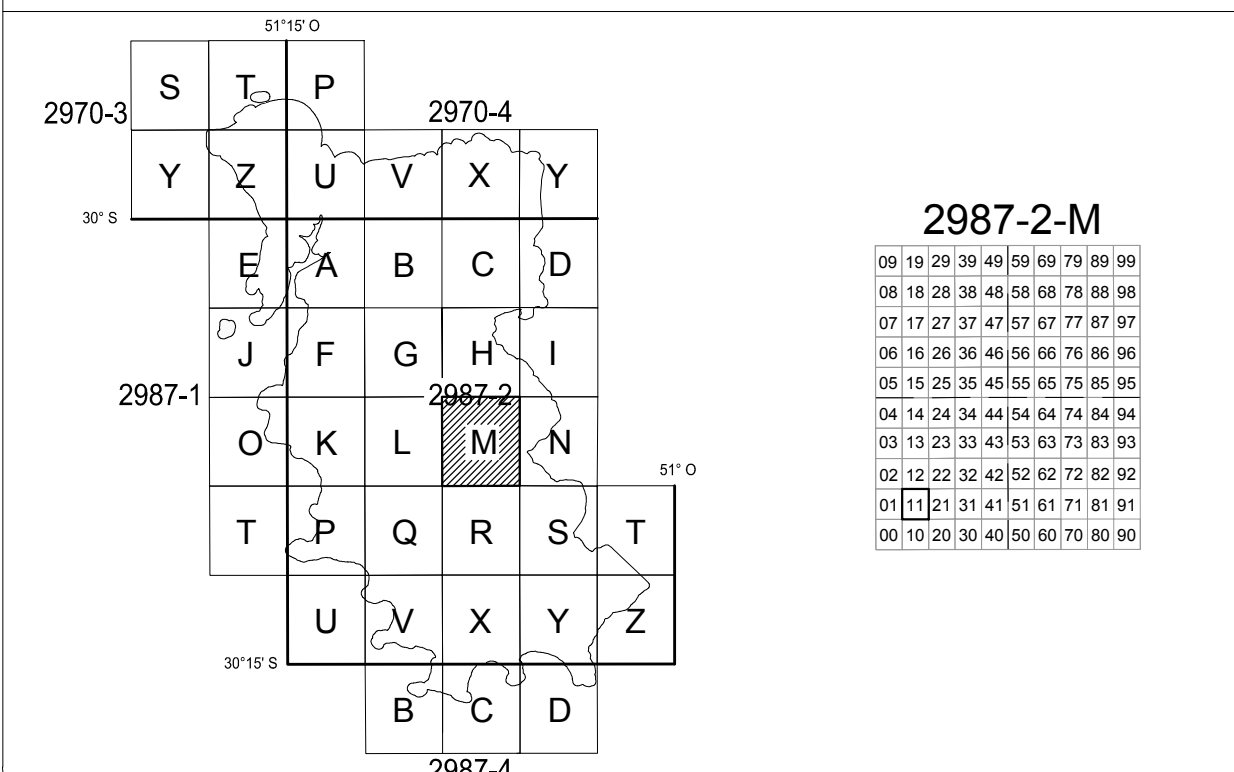 51°15' O
S T P
2970-3 2970-4
Y Z U V X Y
30° S
E A B C D
J F G H I
2987-1 2987-2
O K L M N
51° O
T P Q R S T
U V X Y Z
30°15' S
B C D
2987-4
2987-2-M
09 19 29 39 49 59 69 79 89 99
08 18 28 38 48 58 68 78 88 98
07 17 27 37 47 57 67 77 87 97
06 16 26 36 46 56 66 76 86 96
05 15 25 35 45 55 65 75 85 95
04 14 24 34 44 54 64 74 84 94
03 13 23 33 43 53 63 73 83 93
02 12 22 32 42 52 62 72 82 92
01 11 21 31 41 51 61 71 81 91
00 10 20 30 40 50 60 70 80 90